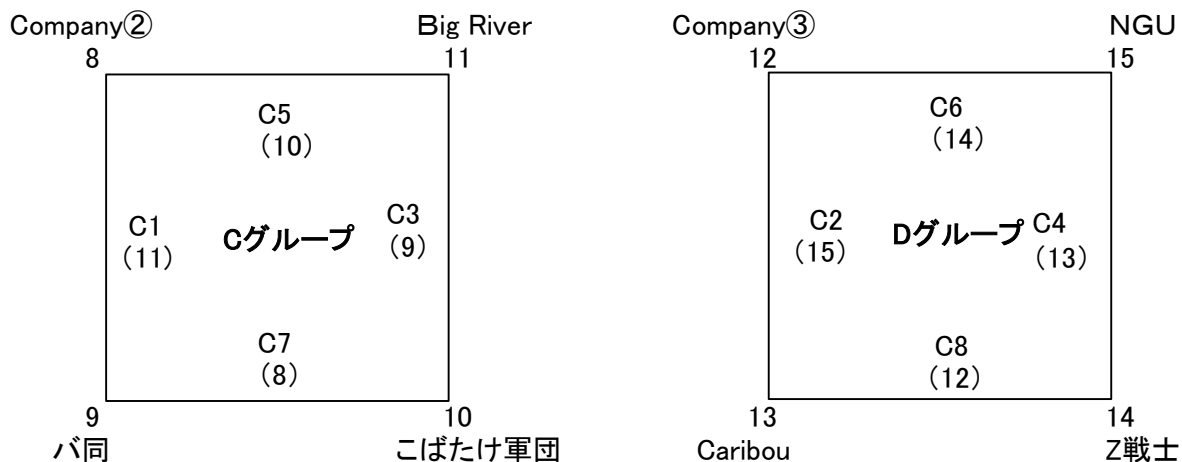 Company② Big River
8 11
C5
（10）
C1
（11）
Cグループ
C3
（9）
C7
（8）
9 10
バ同 こばたけ軍団
Company③ NGU
12 15
C6
（14）
C2
（15）
Dグループ
C4
（13）
C8
（12）
13 14
Caribou Z戦士